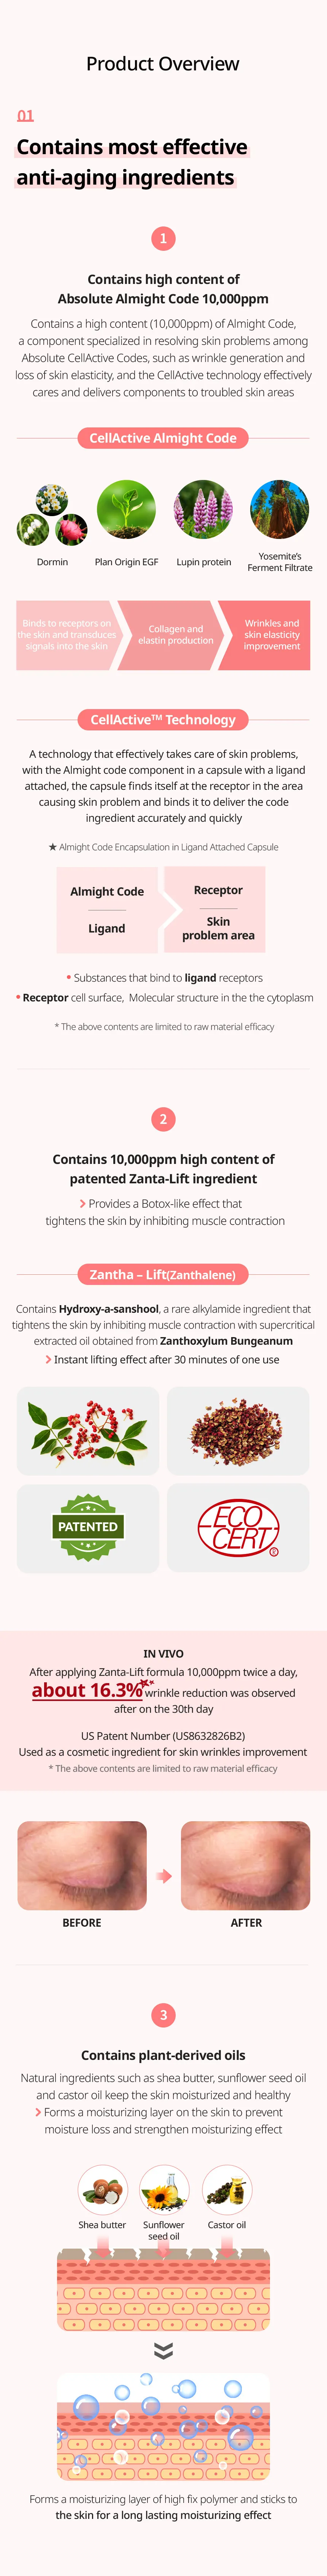 Product Overview
01
Contains most effective
anti-aging ingredients
1
Contains high content of
Absolute Almight Code 10,000ppm
Contains a high content (10,000ppm) of Almight Code,
a component specialized in resolving skin problems among
Absolute CellActive Codes, such as wrinkle generation and
loss of skin elasticity, and the CellActive technology effectively
cares and delivers components to troubled skin areas
CellActive Almight Code
Dormin
Plan Origin EGF
Lupin protein
Yosemite's
Ferment Filtrate
Binds to receptors on
the skin and transduces
signals into the skin
Collagen and
elastin production
Wrinkles and
skin elasticity
improvement
CellActive™ Technology
A technology that effectively takes care of skin problems,
with the Almight code component in a capsule with a ligand
attached, the capsule finds itself at the receptor in the area
causing skin problem and binds it to deliver the code
ingredient accurately and quickly
★ Almight Code Encapsulation in Ligand Attached Capsule
Almight Code
Ligand
Receptor
Skin
problem area
• Substances that bind to ligand receptors
• Receptor cell surface, Molecular structure in the the cytoplasm
* The above contents are limited to raw material efficacy
2
Contains 10,000ppm high content of
patented Zanta-Lift ingredient
> Provides a Botox-like effect that
tightens the skin by inhibiting muscle contraction
Zantha – Lift(Zanthalene)
Contains Hydroxy-a-sanshool, a rare alkylamide ingredient that
tightens the skin by inhibiting muscle contraction with supercritical
extracted oil obtained from Zanthoxylum Bungeanum
> Instant lifting effect after 30 minutes of one use
PATENTED
ECO
CERT
®
IN VIVO
After applying Zanta-Lift formula 10,000ppm twice a day,
about 16.3% wrinkle reduction was observed
after on the 30th day
US Patent Number (US8632826B2)
Used as a cosmetic ingredient for skin wrinkles improvement
* The above contents are limited to raw material efficacy
BEFORE
AFTER
3
Contains plant-derived oils
Natural ingredients such as shea butter, sunflower seed oil
and castor oil keep the skin moisturized and healthy
> Forms a moisturizing layer on the skin to prevent
moisture loss and strengthen moisturizing effect
Shea butter
Sunflower
seed oil
Castor oil
Forms a moisturizing layer of high fix polymer and sticks to
the skin for a long lasting moisturizing effect